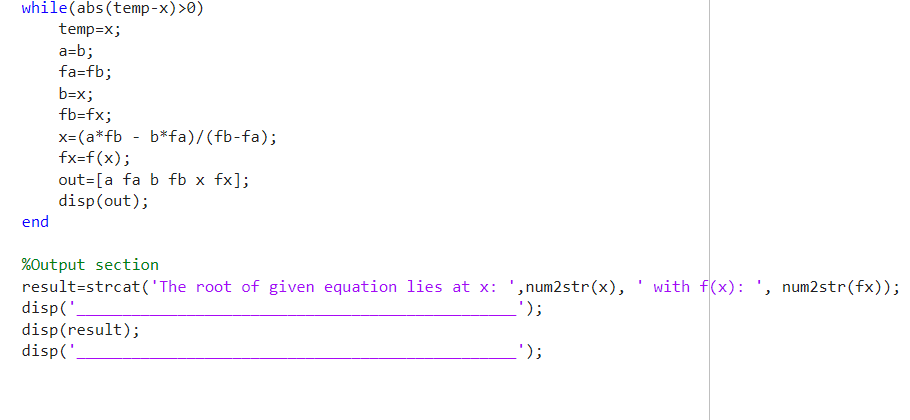 while(abs(temp-x)>0)
    temp=x;
    a=b;
    fa=fb;
    b=x;
    fb=fx;
    x=(a*fb - b*fa)/(fb-fa);
    fx=f(x);
    out=[a fa b fb x fx];
    disp(out);
end
%Output section
result=strcat('The root of given equation lies at x: ',num2str(x), ' with f(x): ', num2str(fx));
disp('________________________________________________');
disp(result);
disp('________________________________________________');